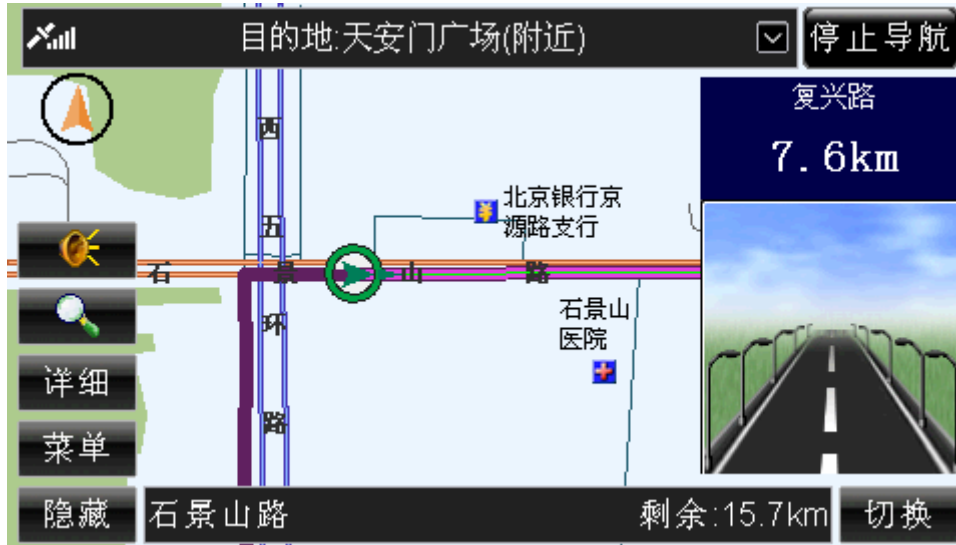 目的地:天安门广场(附近)
停止导航
复兴路
7.6km
西五环路
北京银行京
源路支行
石景山路
石景山
医院
详细
菜单
隐藏
石景山路
剩余:15.7km
切换